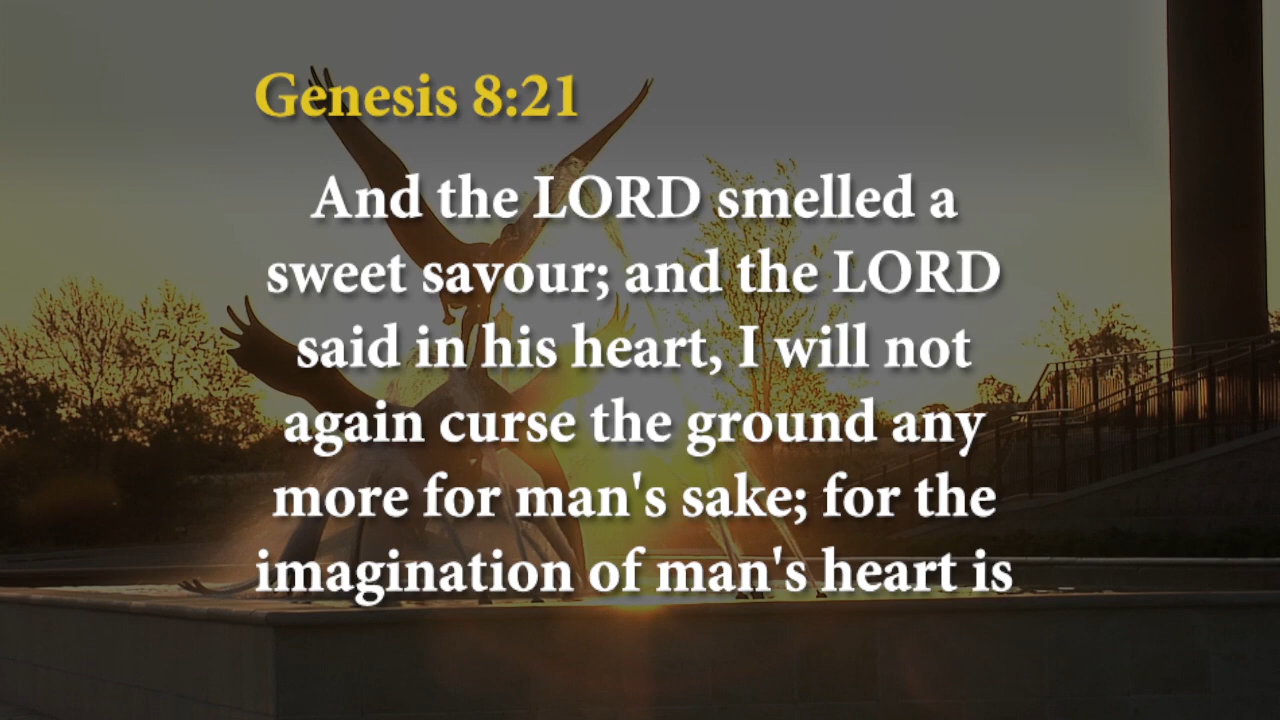 Genesis 8:21
And the LORD smelled a
sweet savour; and the LORD
said in his heart, I will not
again curse the ground any
more for man's sake; for the
imagination of man's heart is